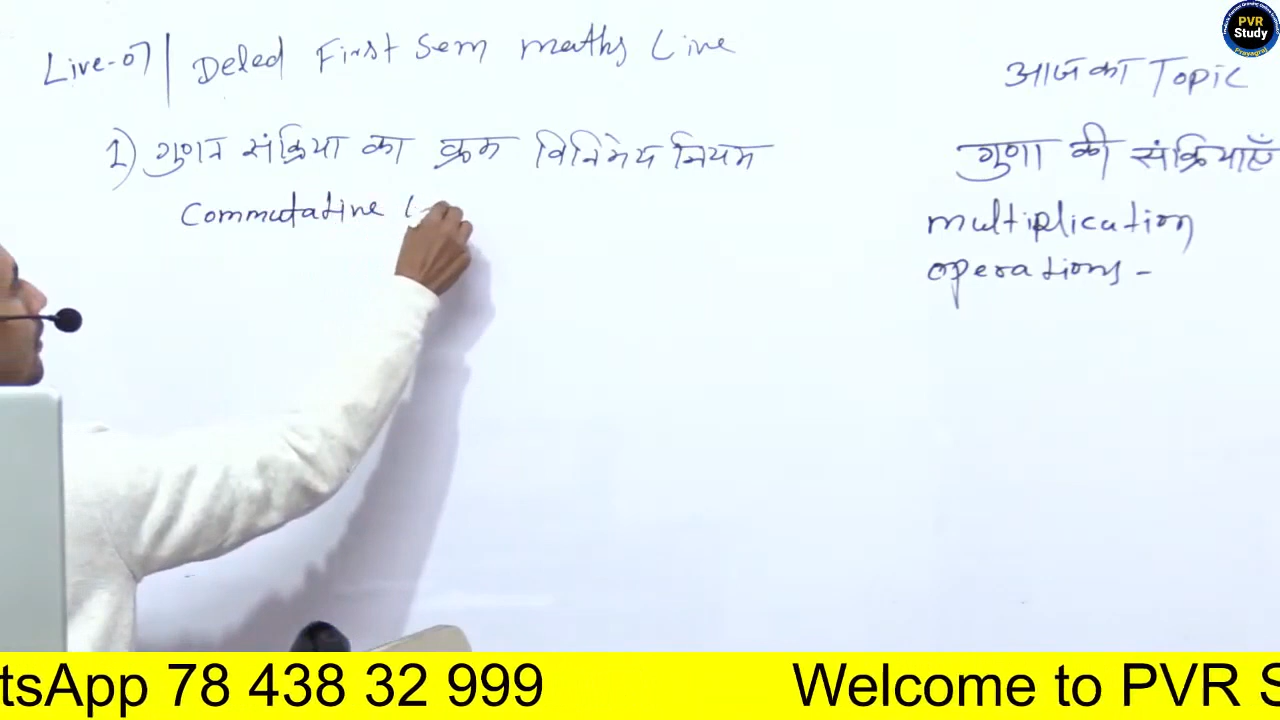 Live-07 | Deled First Sem maths Live
आज का Topic
1) गुणन संक्रिया का क्रम विनिमेय नियम
Commutative L
गुणा की संक्रियाएँ
multiplication
operations -
PVR
Study
Prayagraj
tsApp 78 438 32 999
Welcome to PVR S